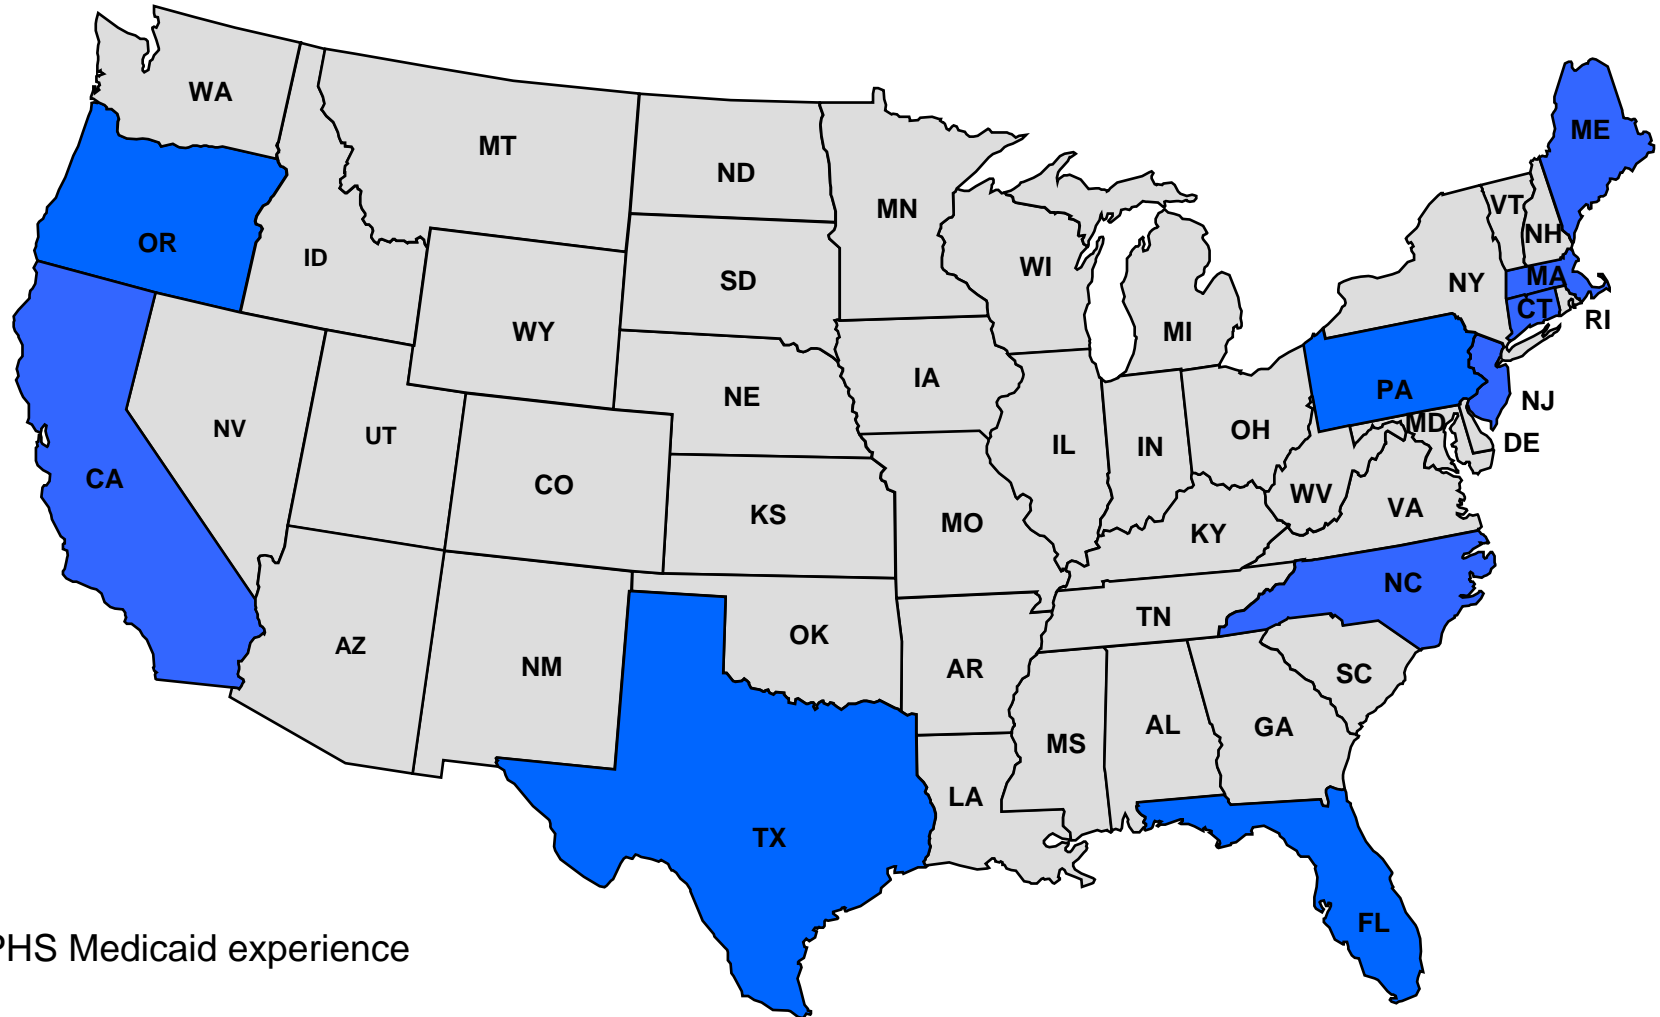 WA
MT
ND
MN
ME
VT
NH
OR
ID
SD
WI
NY
MA
WY
MI
CT
RI
IA
NE
PA
NJ
NV
UT
OH
MD
DE
IL
IN
CA
CO
WV
KS
MO
VA
KY
NC
TN
AZ
OK
NM
AR
SC
MS
AL
GA
LA
TX
FL
PHS Medicaid experience